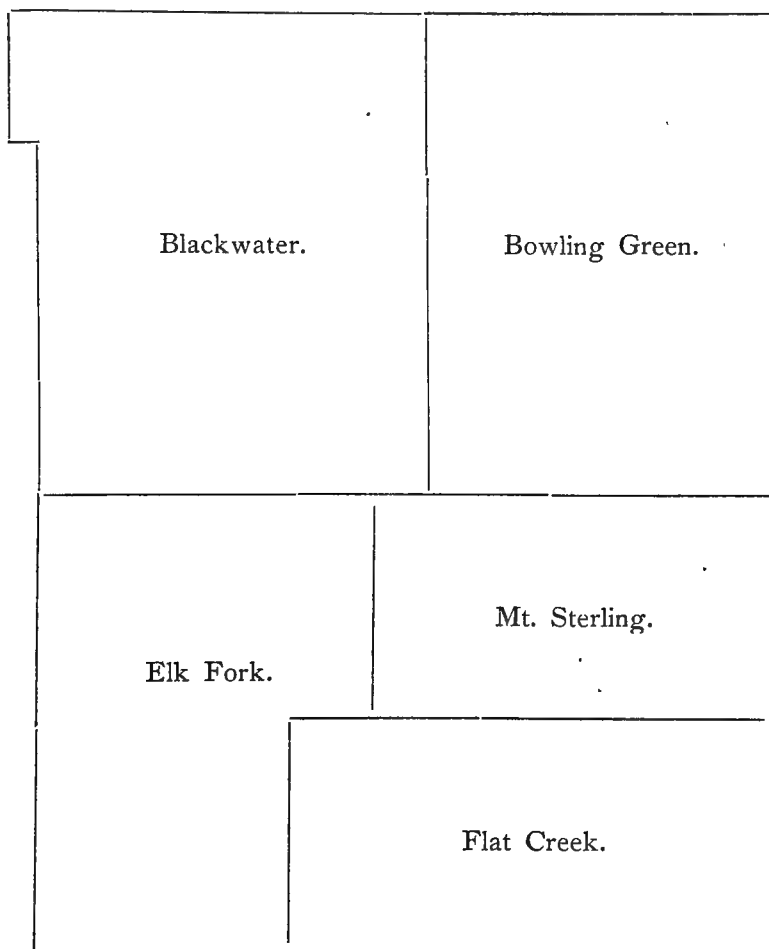 Blackwater.
Bowling Green.
Mt. Sterling.
Elk Fork.
Flat Creek.